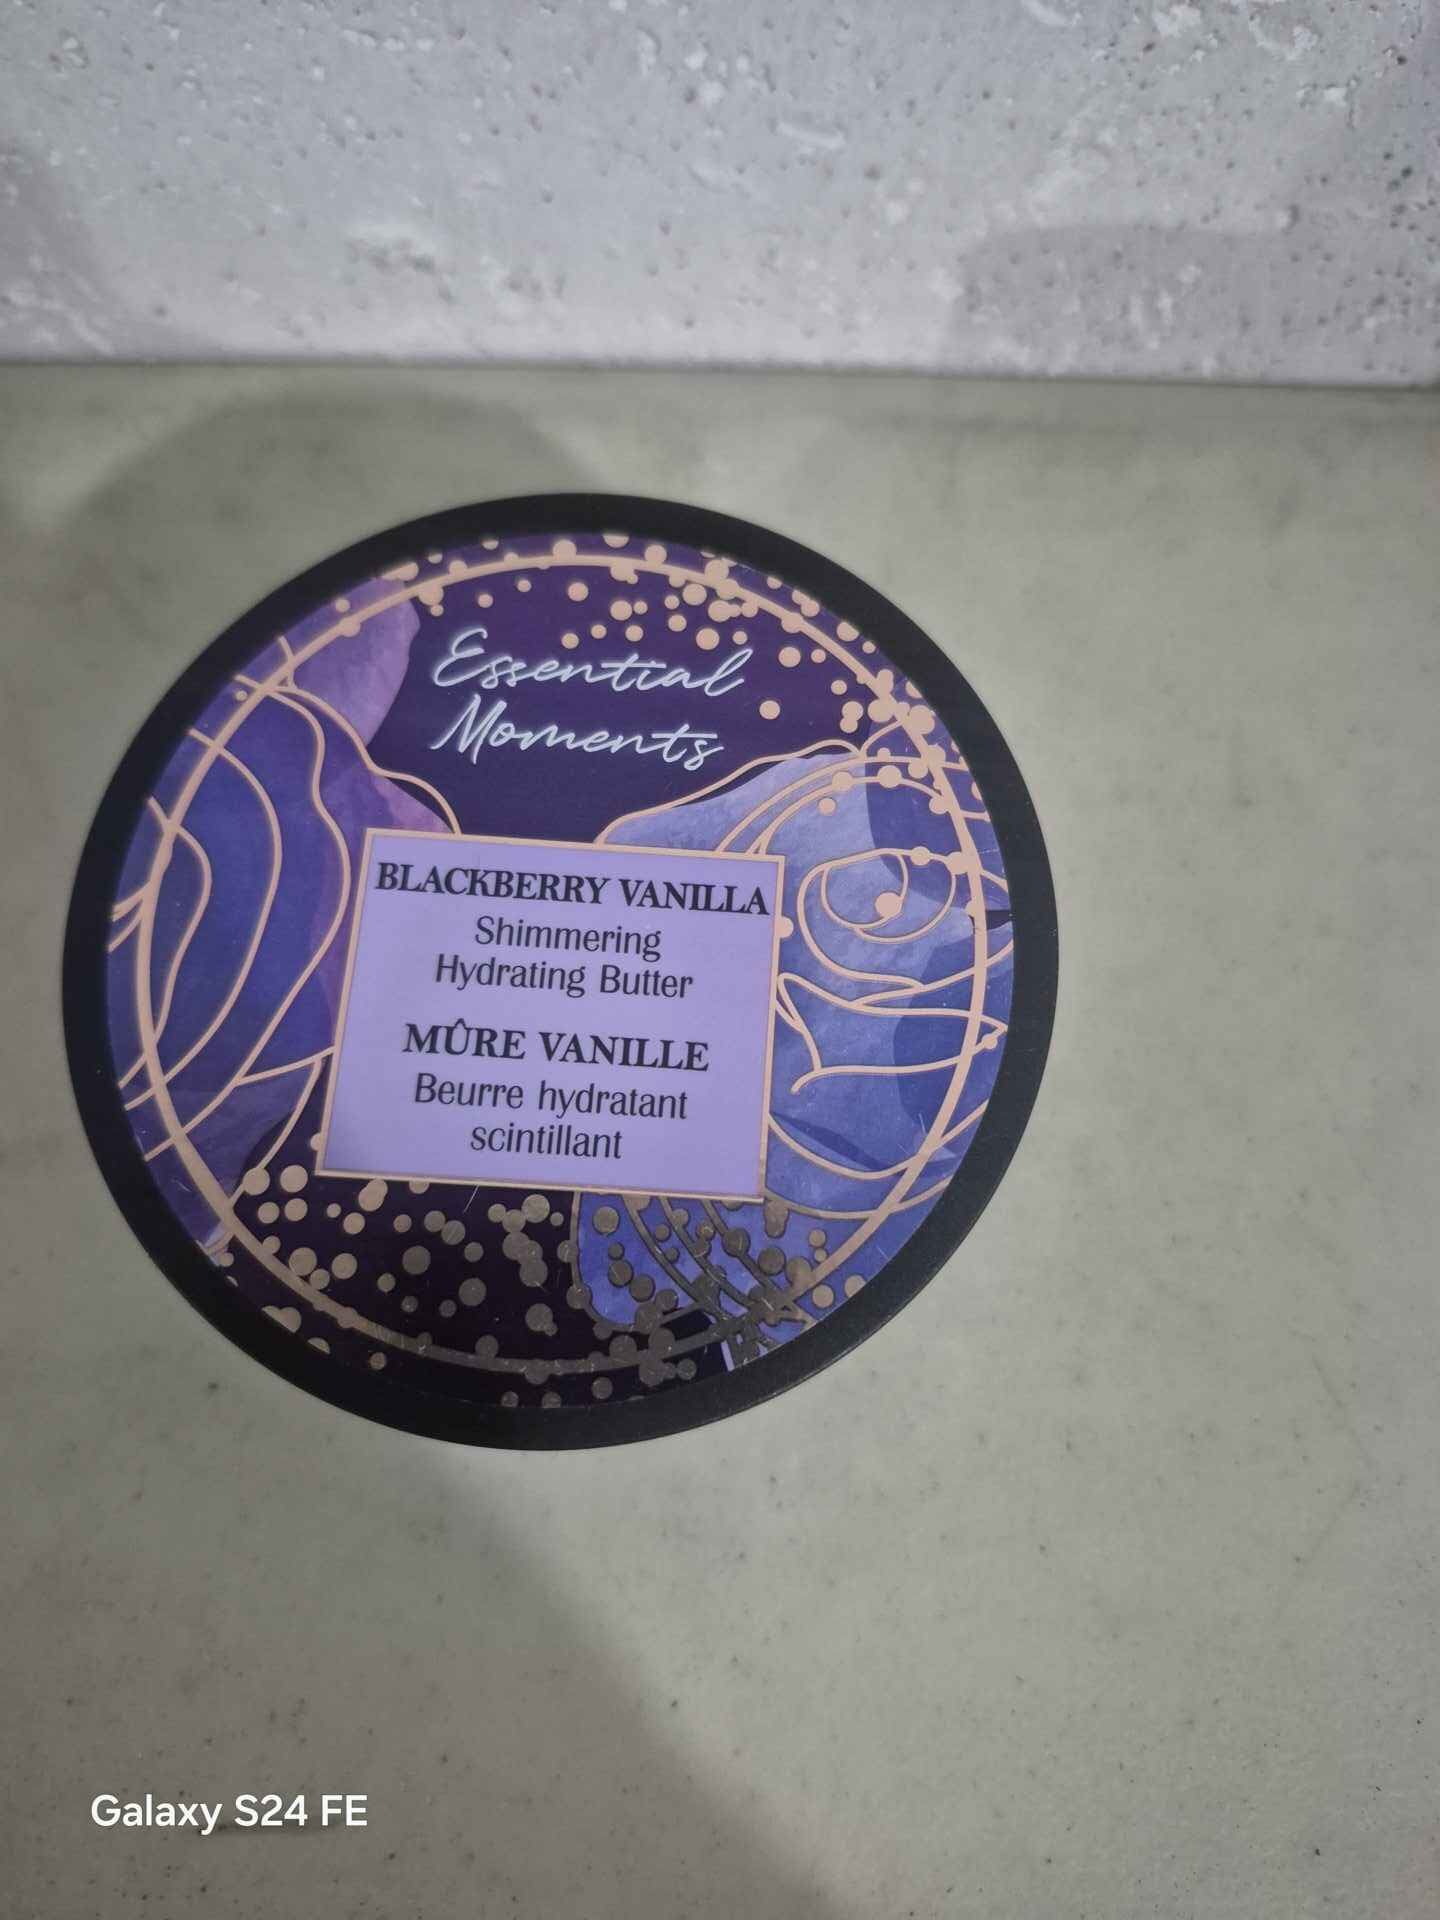 Essential
Moments
BLACKBERRY VANILLA
Shimmering
Hydrating Butter
MÛRE VANILLE
Beurre hydratant
scintillant
Galaxy S24 FE